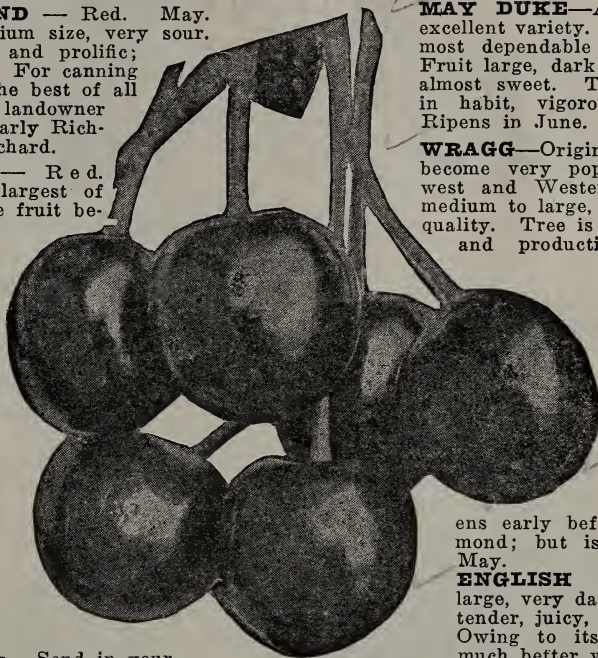 ND — Red. May.
ium size, very sour.
and prolific;
For canning
he best of all
landowner
arly Rich-
chard.
— Red.
largest of
e fruit be-
Send in your
MAY DUKE—A
excellent variety.
most dependable
Fruit large, dark
almost sweet. T
in habit, vigoro
Ripens in June.
WRAGG—Origin
become very pop
west and Weste
medium to large,
quality. Tree is
and producti
ens early bef
mond; but is
May.
ENGLISH
large, very da
tender, juicy,
Owing to its
much better